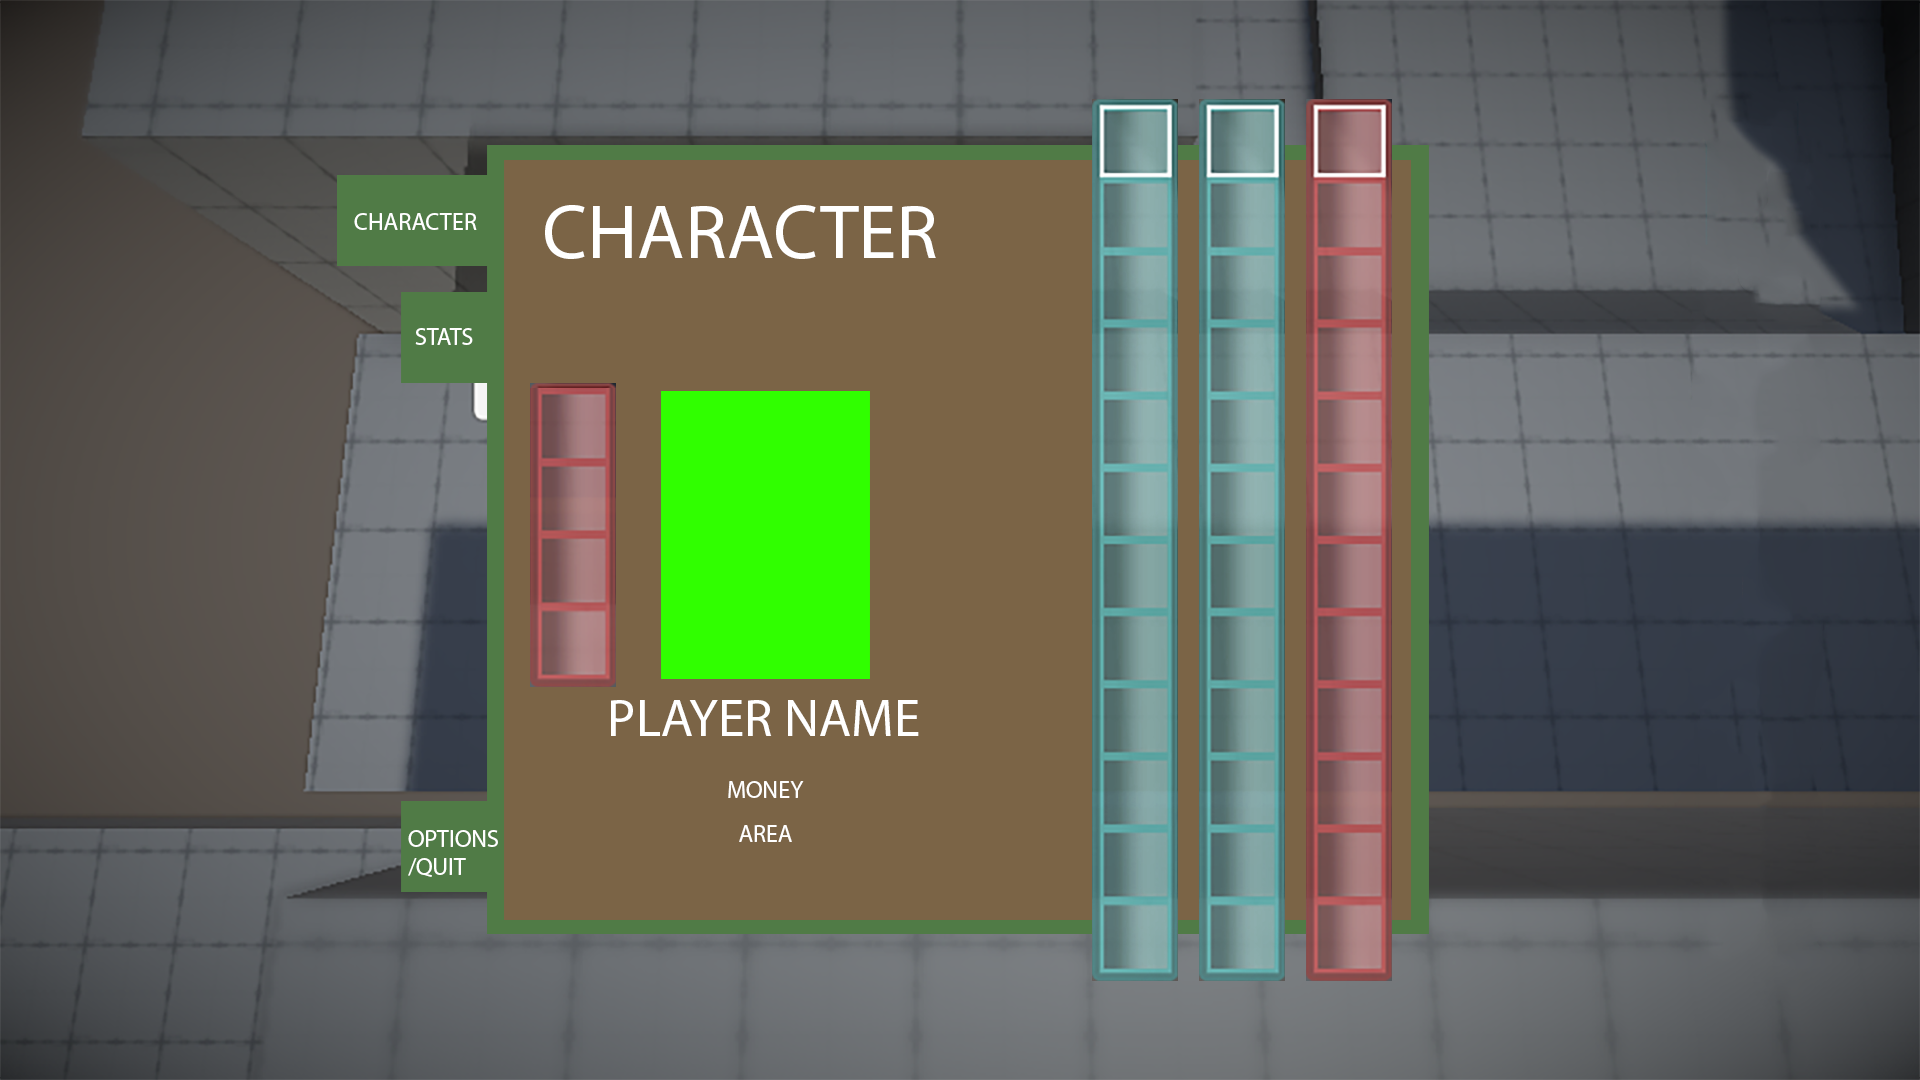 CHARACTER
CHARACTER
STATS
PLAYER NAME
MONEY
AREA
OPTIONS
/QUIT